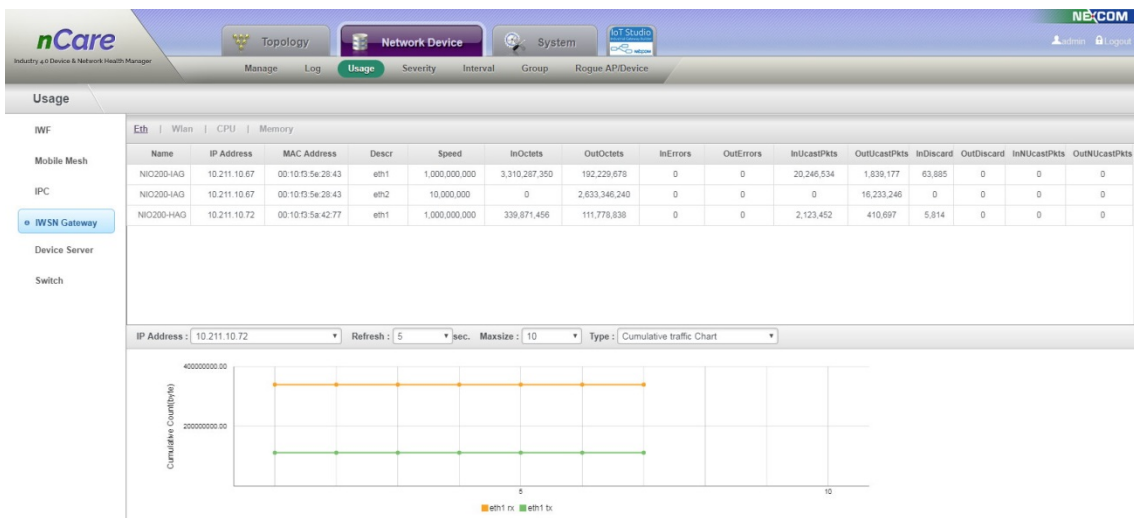 NEXCOM
nCare
Industry 4.0 Device & Network Health Manager
Topology
Network Device
System
IoT Studio
admin Logout
Manage Log Usage Severity Interval Group Rogue AP/Device
Usage
IWF
Mobile Mesh
IPC
IWSN Gateway
Device Server
Switch
Eth | Wlan | CPU | Memory
Name IP Address MAC Address Descr Speed InOctets OutOctets InErrors OutErrors InUcastPkts OutUcastPkts InDiscard OutDiscard InNUcastPkts OutNUcastPkts
NIO200-IAG 10.211.10.67 00:10:f3:5e:28:43 eth1 1,000,000,000 3,310,287,350 192,229,678 0 0 20,246,534 1,839,177 63,885 0 0 0
NIO200-IAG 10.211.10.67 00:10:f3:5e:28:43 eth2 10,000,000 0 2,633,346,240 0 0 0 16,233,246 0 0 0 0
NIO200-HAG 10.211.10.72 00:10:f3:5a:42:77 eth1 1,000,000,000 339,871,456 111,778,838 0 0 2,123,452 410,697 5,814 0 0 0
IP Address : 10.211.10.72 Refresh : 5 sec. Maxsize : 10 Type : Cumulative traffic Chart
Cumulative Count(byte)
400000000.00
200000000.00
5 10
eth1 rx eth1 tx